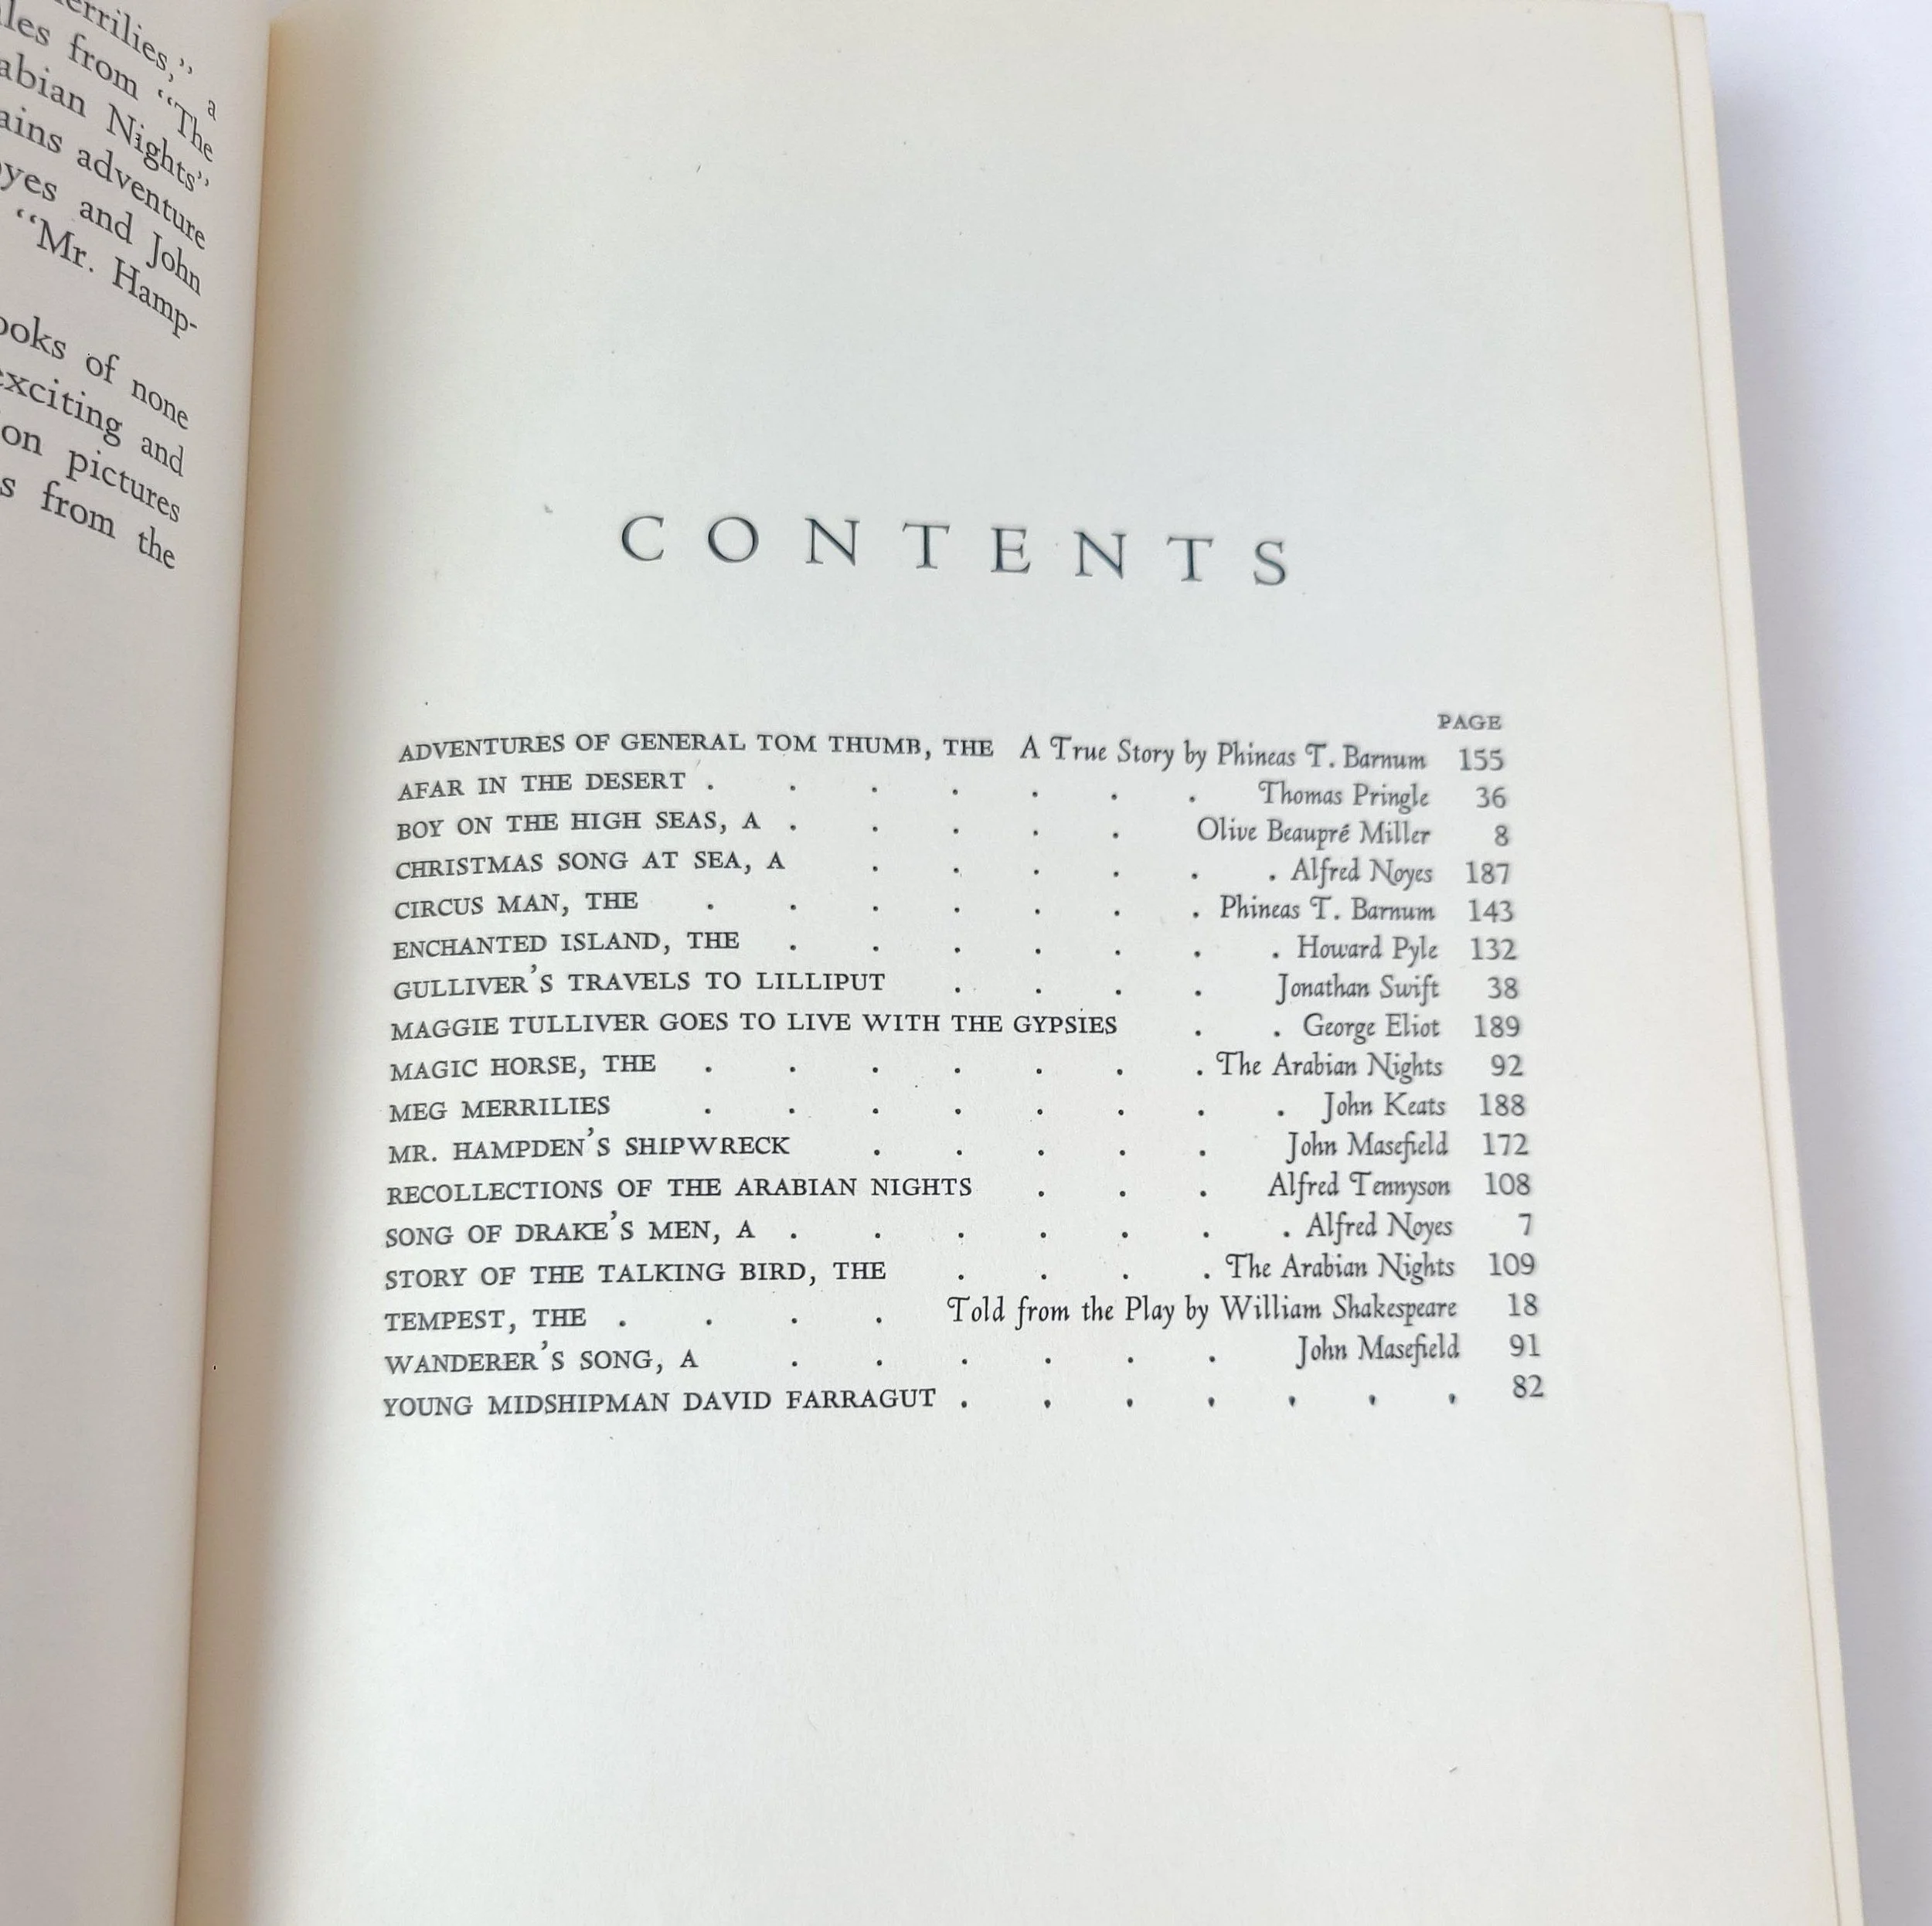 a
les from “The
abian Nights”
adventure
and John
“Mr. Hamp-
of none
exciting and
on pictures
from the
CONTENTS
PAGE
ADVENTURES OF GENERAL TOM THUMB, THE A True Story by Phineas T. Barnum 155
AFAR IN THE DESERT . . . . . . . Thomas Pringle 36
BOY ON THE HIGH SEAS, A . . . . . Olive Beaupré Miller 8
CHRISTMAS SONG AT SEA, A . . . . . . Alfred Noyes 187
CIRCUS MAN, THE . . . . . . . Phineas T. Barnum 143
ENCHANTED ISLAND, THE . . . . . . . Howard Pyle 132
GULLIVER'S TRAVELS TO LILLIPUT . . . . Jonathan Swift 38
MAGGIE TULLIVER GOES TO LIVE WITH THE GYPSIES . . George Eliot 189
MAGIC HORSE, THE . . . . . . . The Arabian Nights 92
MEG MERRILIES . . . . . . . . John Keats 188
MR. HAMPDEN'S SHIPWRECK . . . . . John Masefield 172
RECOLLECTIONS OF THE ARABIAN NIGHTS . . . Alfred Tennyson 108
SONG OF DRAKE'S MEN, A . . . . . . . Alfred Noyes 7
STORY OF THE TALKING BIRD, THE . . . . The Arabian Nights 109
TEMPEST, THE . . . . Told from the Play by William Shakespeare 18
WANDERER'S SONG, A . . . . . . John Masefield 91
YOUNG MIDSHIPMAN DAVID FARRAGUT . . . . . . . 82